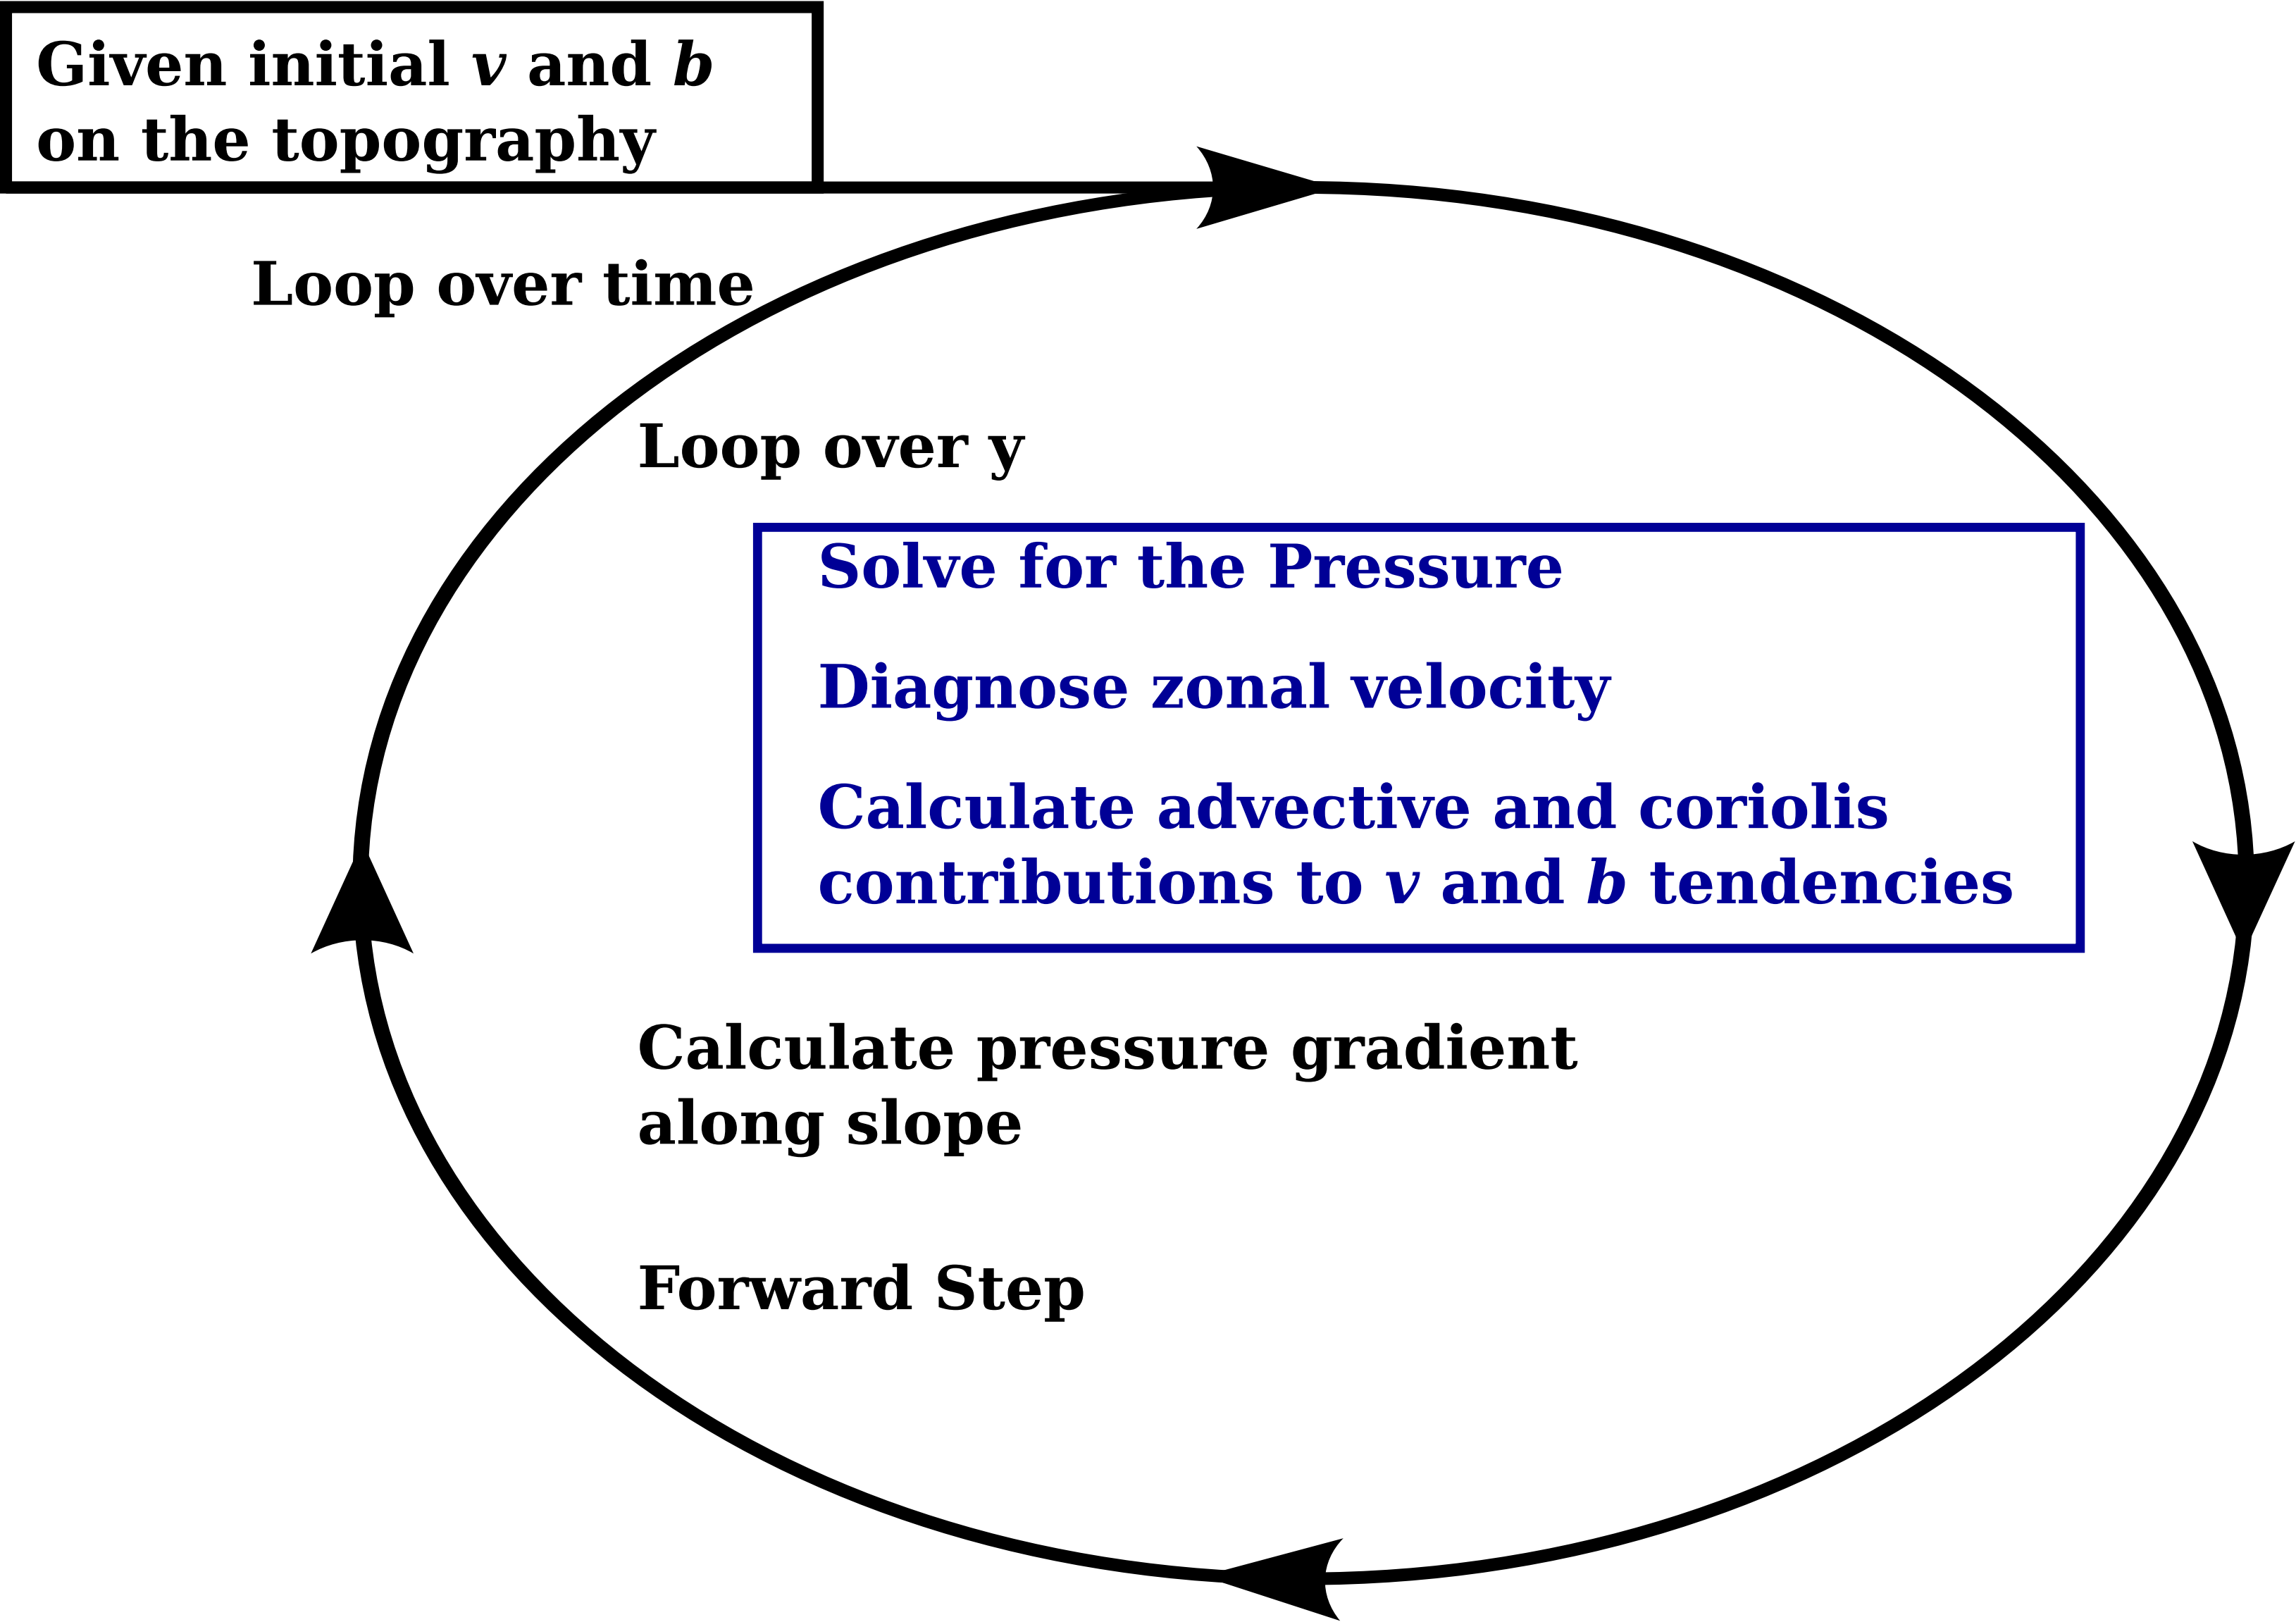 Given initial v and b
on the topography
Loop over time
Loop over y
Solve for the Pressure
Diagnose zonal velocity
Calculate advective and coriolis
contributions to v and b tendencies
Calculate pressure gradient
along slope
Forward Step